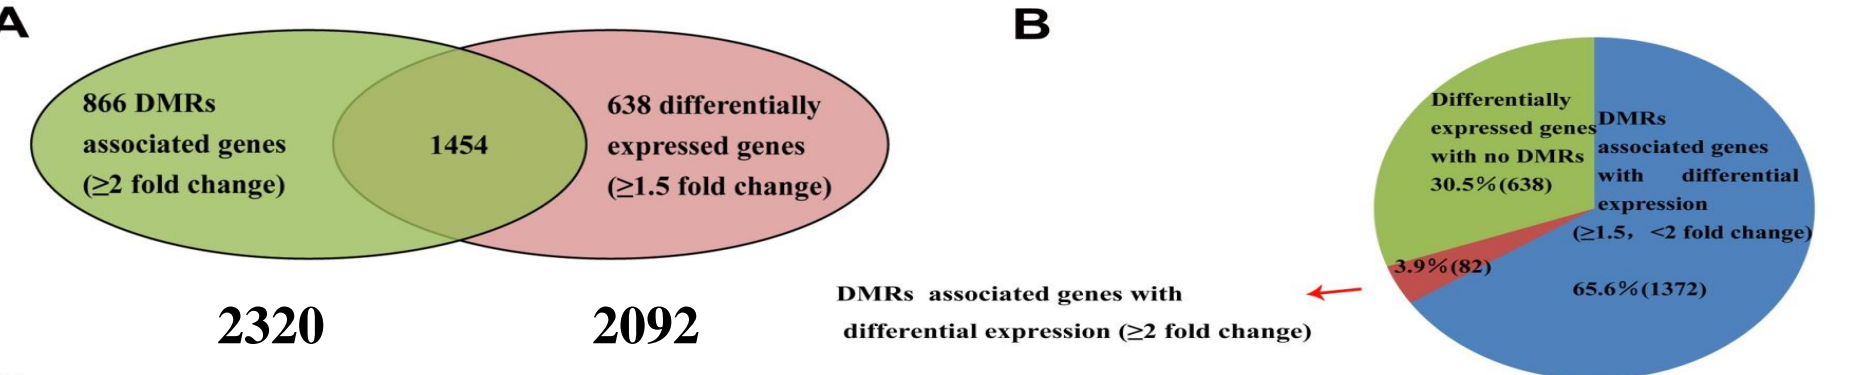 A
866 DMRs
associated genes
(≥2 fold change)
1454
638 differentially
expressed genes
(≥1.5 fold change)
2320
2092
B
Differentially
expressed genes
with no DMRs
30.5%(638)
DMRs
associated genes
with differential
expression
(≥1.5, <2 fold change)
65.6%(1372)
3.9%(82)
DMRs associated genes with
differential expression (≥2 fold change)